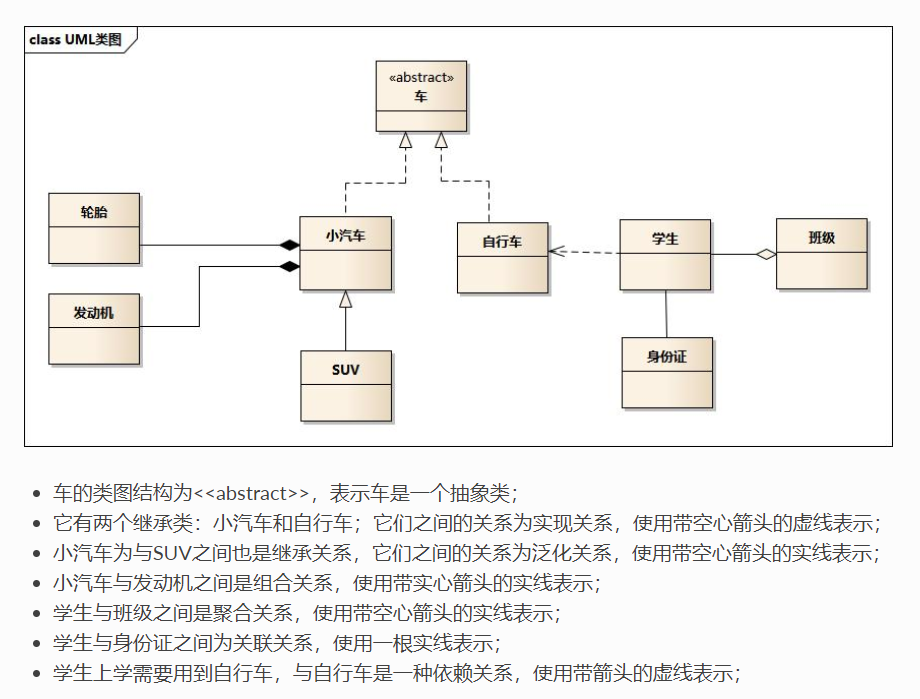 class UML类图
«abstract»
车
轮胎
小汽车
自行车
学生
班级
发动机
身份证
SUV
车的类图结构为<<abstract>>，表示车是一个抽象类；
它有两个继承类：小汽车和自行车；它们之间的关系为实现关系，使用带空心箭头的虚线表示；
小汽车为与SUV之间也是继承关系，它们之间的关系为泛化关系，使用带空心箭头的实线表示；
小汽车与发动机之间是组合关系，使用带实心箭头的实线表示；
学生与班级之间是聚合关系，使用带空心箭头的实线表示；
学生与身份证之间为关联关系，使用一根实线表示；
学生上学需要用到自行车，与自行车是一种依赖关系，使用带箭头的虚线表示；